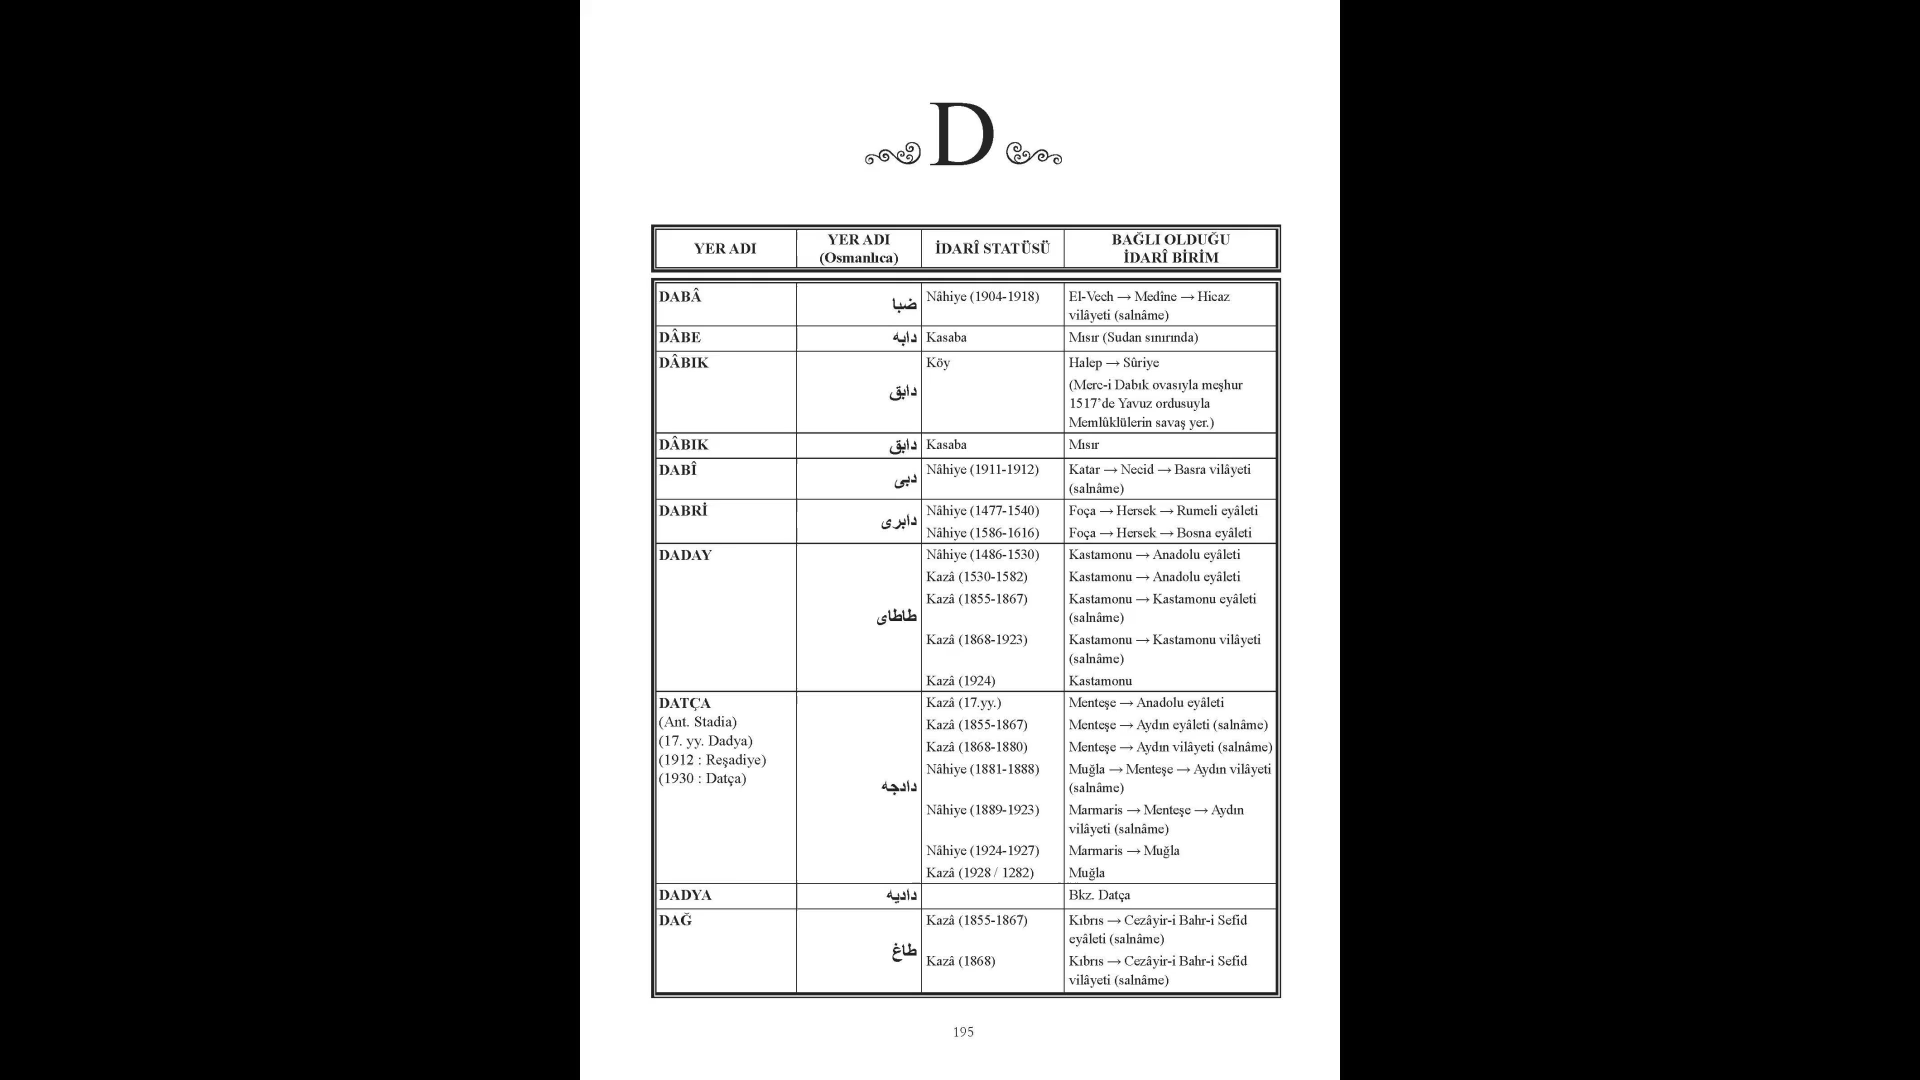 D
YER ADI
YER ADI
(Osmanlıca)
İDARÎ STATÜSÜ
BAĞLI OLDUĞU
İDARÎ BİRİM
DABÂ
ضبا
Nâhiye (1904-1918)
El-Vech → Medîne → Hicaz
vilâyeti (salnâme)
DÂBE
دابه
Kasaba
Mısır (Sudan sınırında)
DÂBIK
دابق
Köy
Halep → Sûriye
(Merc-i Dabık ovasıyla meşhur
1517’de Yavuz ordusuyla
Memlûklülerin savaş yer.)
DÂBIK
دابق
Kasaba
Mısır
DABÎ
دبی
Nâhiye (1911-1912)
Katar → Necid → Basra vilâyeti
(salnâme)
DABRİ
دابری
Nâhiye (1477-1540)
Foça → Hersek → Rumeli eyâleti
Nâhiye (1586-1616)
Foça → Hersek → Bosna eyâleti
DADAY
طاطای
Nâhiye (1486-1530)
Kastamonu → Anadolu eyâleti
Kazâ (1530-1582)
Kastamonu → Anadolu eyâleti
Kazâ (1855-1867)
Kastamonu → Kastamonu eyâleti
(salnâme)
Kazâ (1868-1923)
Kastamonu → Kastamonu vilâyeti
(salnâme)
Kazâ (1924)
Kastamonu
DATÇA
(Ant. Stadia)
(17. yy. Dadya)
(1912 : Reşadiye)
(1930 : Datça)
دادجه
Kazâ (17.yy.)
Menteşe → Anadolu eyâleti
Kazâ (1855-1867)
Menteşe → Aydın eyâleti (salnâme)
Kazâ (1868-1880)
Menteşe → Aydın vilâyeti (salnâme)
Nâhiye (1881-1888)
Muğla → Menteşe → Aydın vilâyeti
(salnâme)
Nâhiye (1889-1923)
Marmaris → Menteşe → Aydın
vilâyeti (salnâme)
Nâhiye (1924-1927)
Marmaris → Muğla
Kazâ (1928 / 1282)
Muğla
DADYA
دادیه
Bkz. Datça
DAĞ
طاغ
Kazâ (1855-1867)
Kıbrıs → Cezâyir-i Bahr-i Sefid
eyâleti (salnâme)
Kazâ (1868)
Kıbrıs → Cezâyir-i Bahr-i Sefid
vilâyeti (salnâme)
195